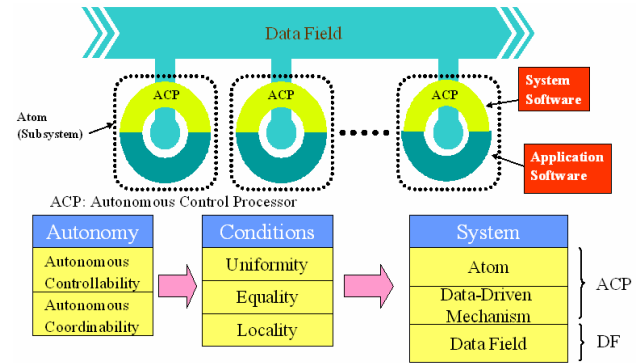 Data Field
ACP
ACP
ACP
System
Software
Atom
(Subsystem)
Application
Software
ACP: Autonomous Control Processor
Autonomy
Autonomous
Controllability
Autonomous
Coordinability
Conditions
Uniformity
Equality
Locality
System
Atom
Data-Driven
Mechanism
Data Field
ACP
DF